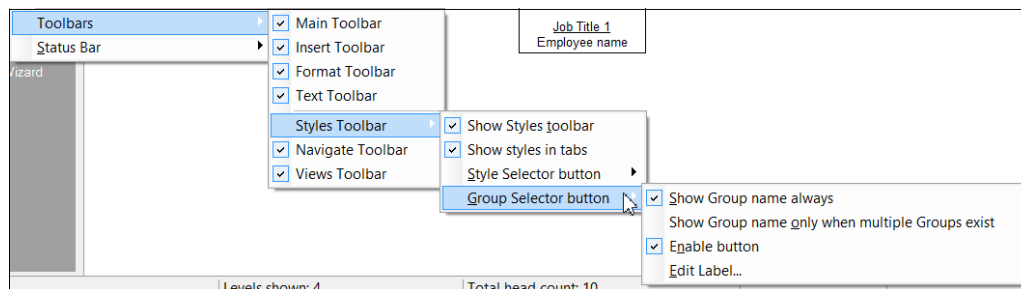 Toolbars
Status Bar
Wizard
Main Toolbar
Insert Toolbar
Format Toolbar
Text Toolbar
Styles Toolbar
Navigate Toolbar
Views Toolbar
Job Title 1
Employee name
Show Styles toolbar
Show styles in tabs
Style Selector button
Group Selector button
Show Group name always
Show Group name only when multiple Groups exist
Enable button
Edit Label...
Levels shown: 4
Total head count: 10